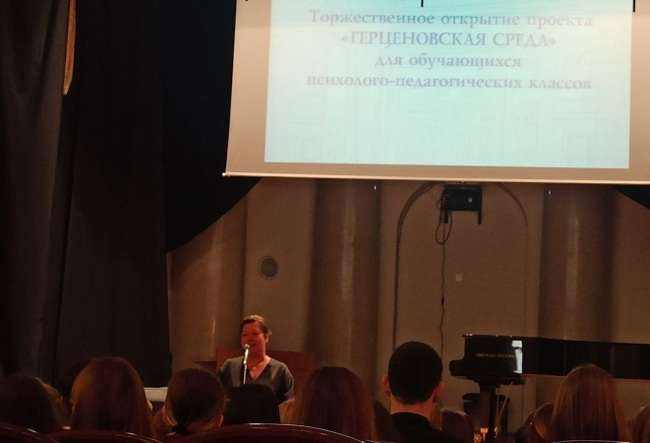 Торжественное открытие проекта
«ГЕРЦЕНОВСКАЯ СРЕДА»
для обучающихся
психолого-педагогических классов